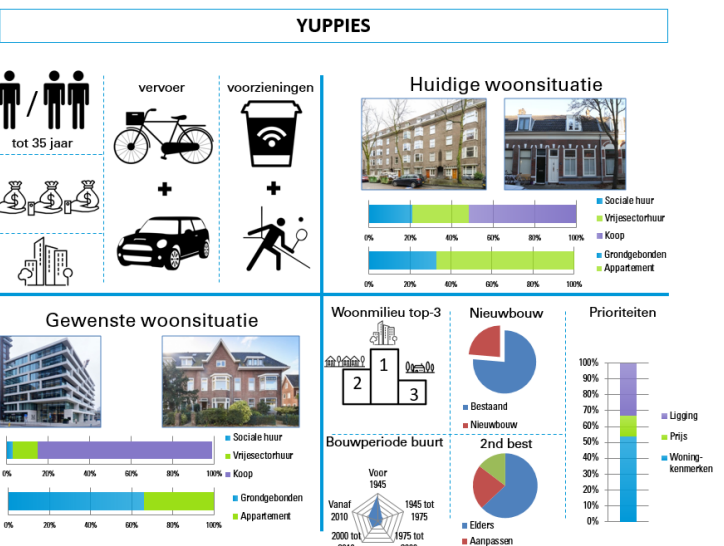 YUPPIES
tot 35 jaar
vervoer
voorzieningen
Huidige woonsituatie
Sociale huur
Vrijesectorhuur
Koop
0% 20% 40% 60% 80% 100%
Grondgebonden
Appartement
0% 20% 40% 60% 80% 100%
Gewenste woonsituatie
Sociale huur
Vrijesectorhuur
Koop
0% 20% 40% 60% 80% 100%
Grondgebonden
Appartement
0% 20% 40% 60% 80% 100%
Woonmilieu top-3
1
2
3
Nieuwbouw
Bestaand
Nieuwbouw
Bouwperiode buurt
Voor
1945
1945 tot
1975
1975 tot
2000 tot
Vanaf
2010
2nd best
Elders
Aanpassen
Prioriteiten
100%
90%
80%
70%
60%
50%
40%
30%
20%
10%
0%
Ligging
Prijs
Woning-
kenmerken